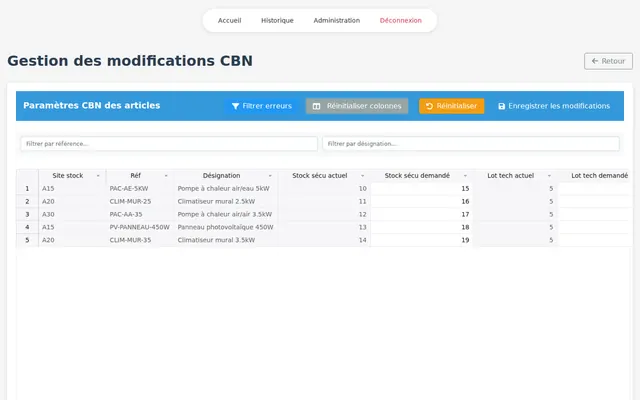 Accueil Historique Administration Déconnexion
Gestion des modifications CBN
Retour
Paramètres CBN des articles
Filtrer erreurs Réinitialiser colonnes Réinitialiser Enregistrer les modifications
Filtrer par référence... Filtrer par désignation...
Site stock Réf Désignation Stock sécu actuel Stock sécu demandé Lot tech actuel Lot tech demandé
1 A15 PAC-AE-5KW Pompe à chaleur air/eau 5kW 10 15 5
2 A20 CLIM-MUR-25 Climatiseur mural 2.5kW 11 16 5
3 A30 PAC-AA-35 Pompe à chaleur air/air 3.5kW 12 17 5
4 A15 PV-PANNEAU-450W Panneau photovoltaïque 450W 13 18 5
5 A20 CLIM-MUR-35 Climatiseur mural 3.5kW 14 19 5